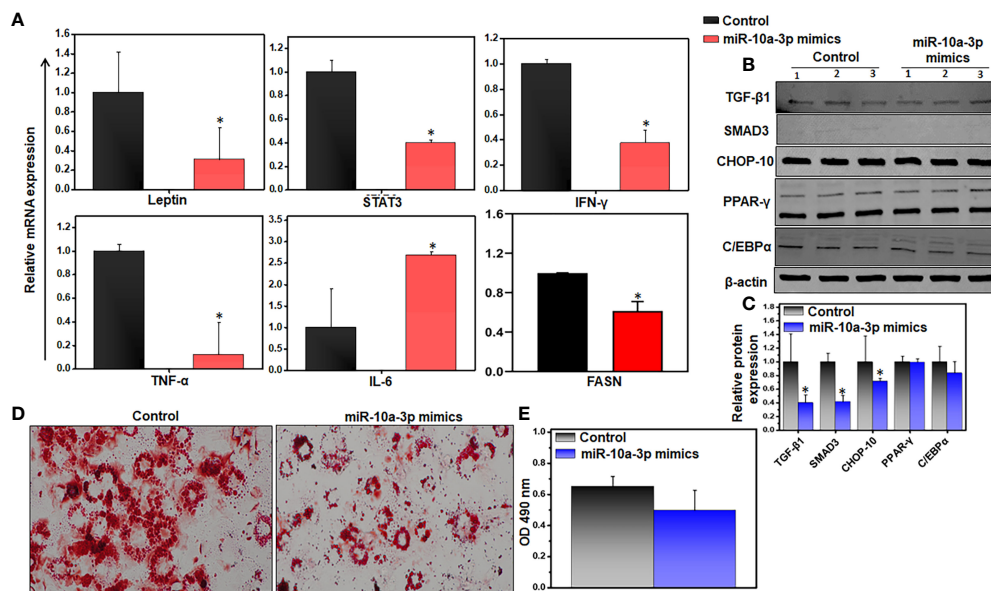 A
Control
miR-10a-3p mimics
Relative mRNA expression
1.6
1.4
1.2
1.0
0.8
0.6
0.4
0.2
0.0
*
Leptin
1.4
1.2
1.0
0.8
0.6
0.4
0.2
0.0
*
STAT3
1.2
1.0
0.8
0.6
0.4
0.2
0.0
*
IFN-γ
1.2
1.0
0.8
0.6
0.4
0.2
0.0
*
TNF-α
3.0
2.5
2.0
1.5
1.0
0.5
0.0
*
IL-6
1.4
1.0
0.6
0.2
*
FASN
B
Control
miR-10a-3p
mimics
1 2 3 1 2 3
TGF-β1
SMAD3
CHOP-10
PPAR-γ
C/EBPα
β-actin
C
Control
miR-10a-3p mimics
Relative protein
expression
1.8
1.6
1.4
1.2
1.0
0.8
0.6
0.4
0.2
0.0
* * *
TGF-β1
SMAD3
CHOP-10
PPAR-γ
C/EBPα
D
Control
miR-10a-3p mimics
E
Control
miR-10a-3p mimics
OD 490 nm
0.8
0.6
0.4
0.2
0.0